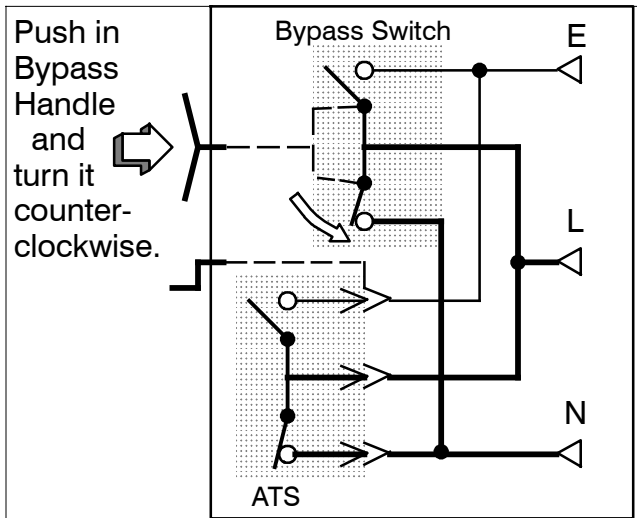 Push in
Bypass
Handle
and
turn it
counter-
clockwise.
Bypass Switch
E
L
N
ATS